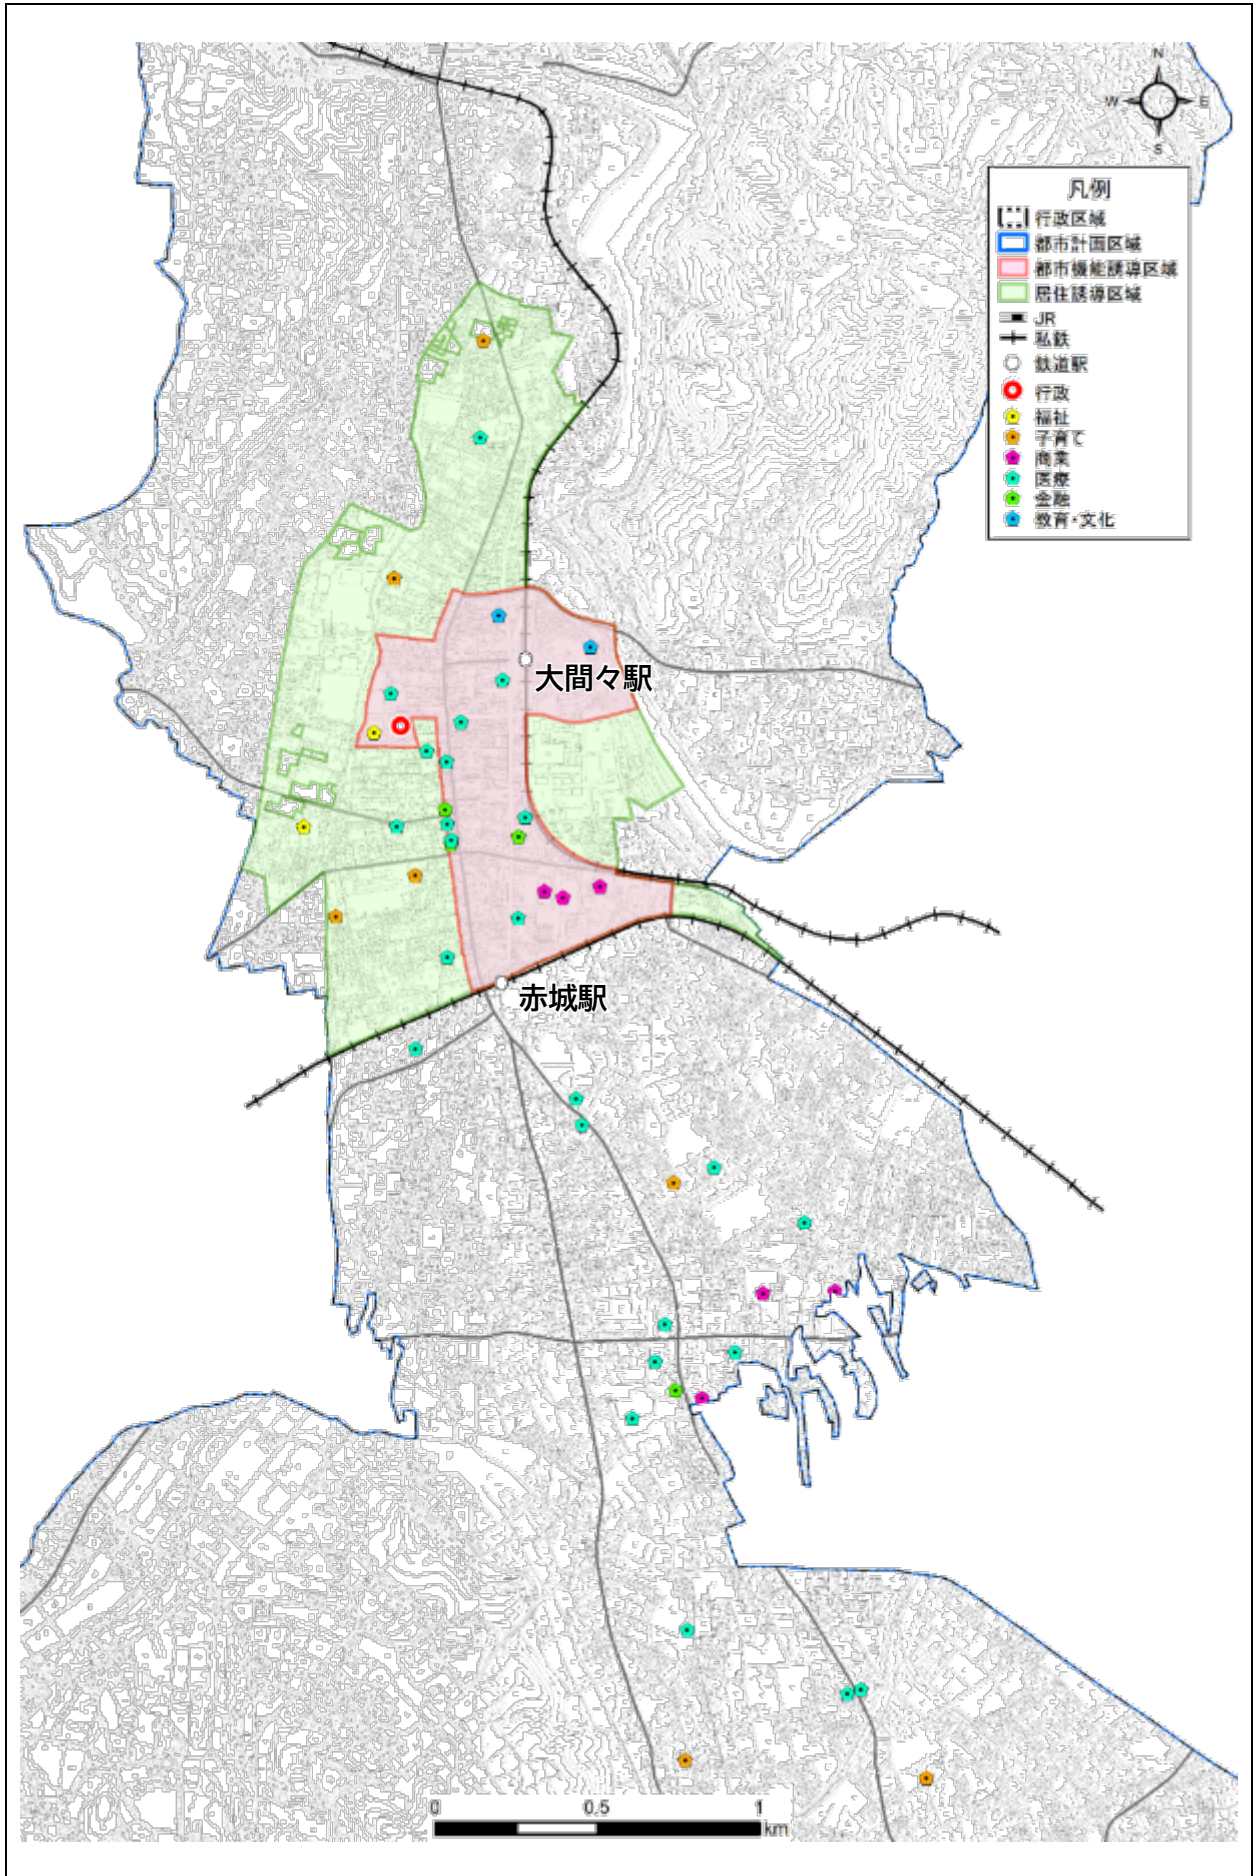 N
W
E
S
凡例
行政区域
都市計画区域
都市機能誘導区域
居住誘導区域
JR
私鉄
鉄道駅
行政
福祉
子育て
商業
医療
金融
教育・文化
大間々駅
赤城駅
0
0.5
1
km